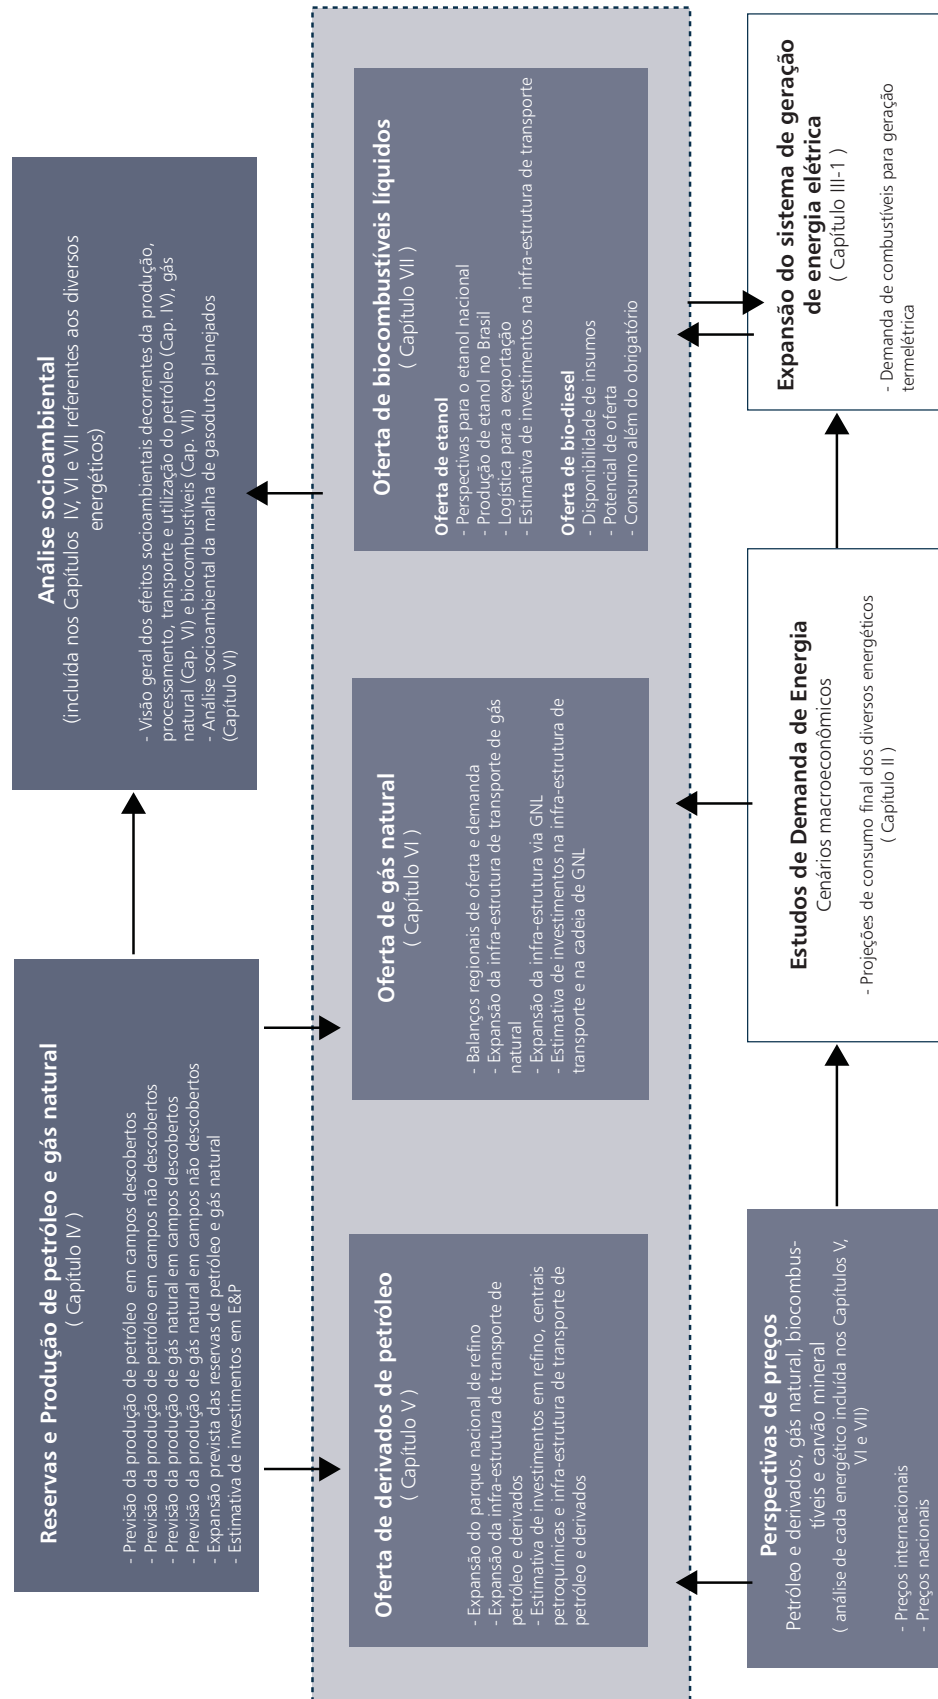 Reservas e Produção de petróleo e gás natural
( Capítulo IV )
- Previsão da produção de petróleo em campos descobertos
- Previsão da produção de petróleo em campos não descobertos
- Previsão da produção de gás natural em campos descobertos
- Previsão da produção de gás natural em campos não descobertos
- Expansão prevista das reservas de petróleo e gás natural
- Estimativa de investimentos em E&P
Análise socioambiental
(incluída nos Capítulos IV, VI e VII referentes aos diversos
energéticos)
- Visão geral dos efeitos socioambientais decorrentes da produção,
processamento, transporte e utilização do petróleo (Cap. IV), gás
natural (Cap. VI) e biocombustíveis (Cap. VII)
- Análise socioambiental da malha de gasodutos planejados
(Capítulo VI)
Oferta de derivados de petróleo
( Capítulo V )
- Expansão do parque nacional de refino
- Expansão da infra-estrutura de transporte de
petróleo e derivados
- Estimativa de investimentos em refino, centrais
petroquímicas e infra-estrutura de transporte de
petróleo e derivados
Oferta de gás natural
( Capítulo VI )
- Balanços regionais de oferta e demanda
- Expansão da infra-estrutura de transporte de gás
natural
- Expansão da infra-estrutura via GNL
- Estimativa de investimentos na infra-estrutura de
transporte e na cadeia de GNL
Oferta de biocombustíveis líquidos
( Capítulo VII )
Oferta de etanol
- Perspectivas para o etanol nacional
- Produção de etanol no Brasil
- Logística para a exportação
- Estimativa de investimentos na infra-estrutura de transporte
Oferta de bio-diesel
- Disponibilidade de insumos
- Potencial de oferta
- Consumo além do obrigatório
Perspectivas de preços
Petróleo e derivados, gás natural, biocombus-
tíveis e carvão mineral
( análise de cada energético incluída nos Capítulos V,
VI e VII)
- Preços internacionais
- Preços nacionais
Estudos de Demanda de Energia
Cenários macroeconômicos
- Projeções de consumo final dos diversos energéticos
( Capítulo II )
Expansão do sistema de geração
de energia elétrica
( Capítulo III-1 )
- Demanda de combustíveis para geração
termelétrica